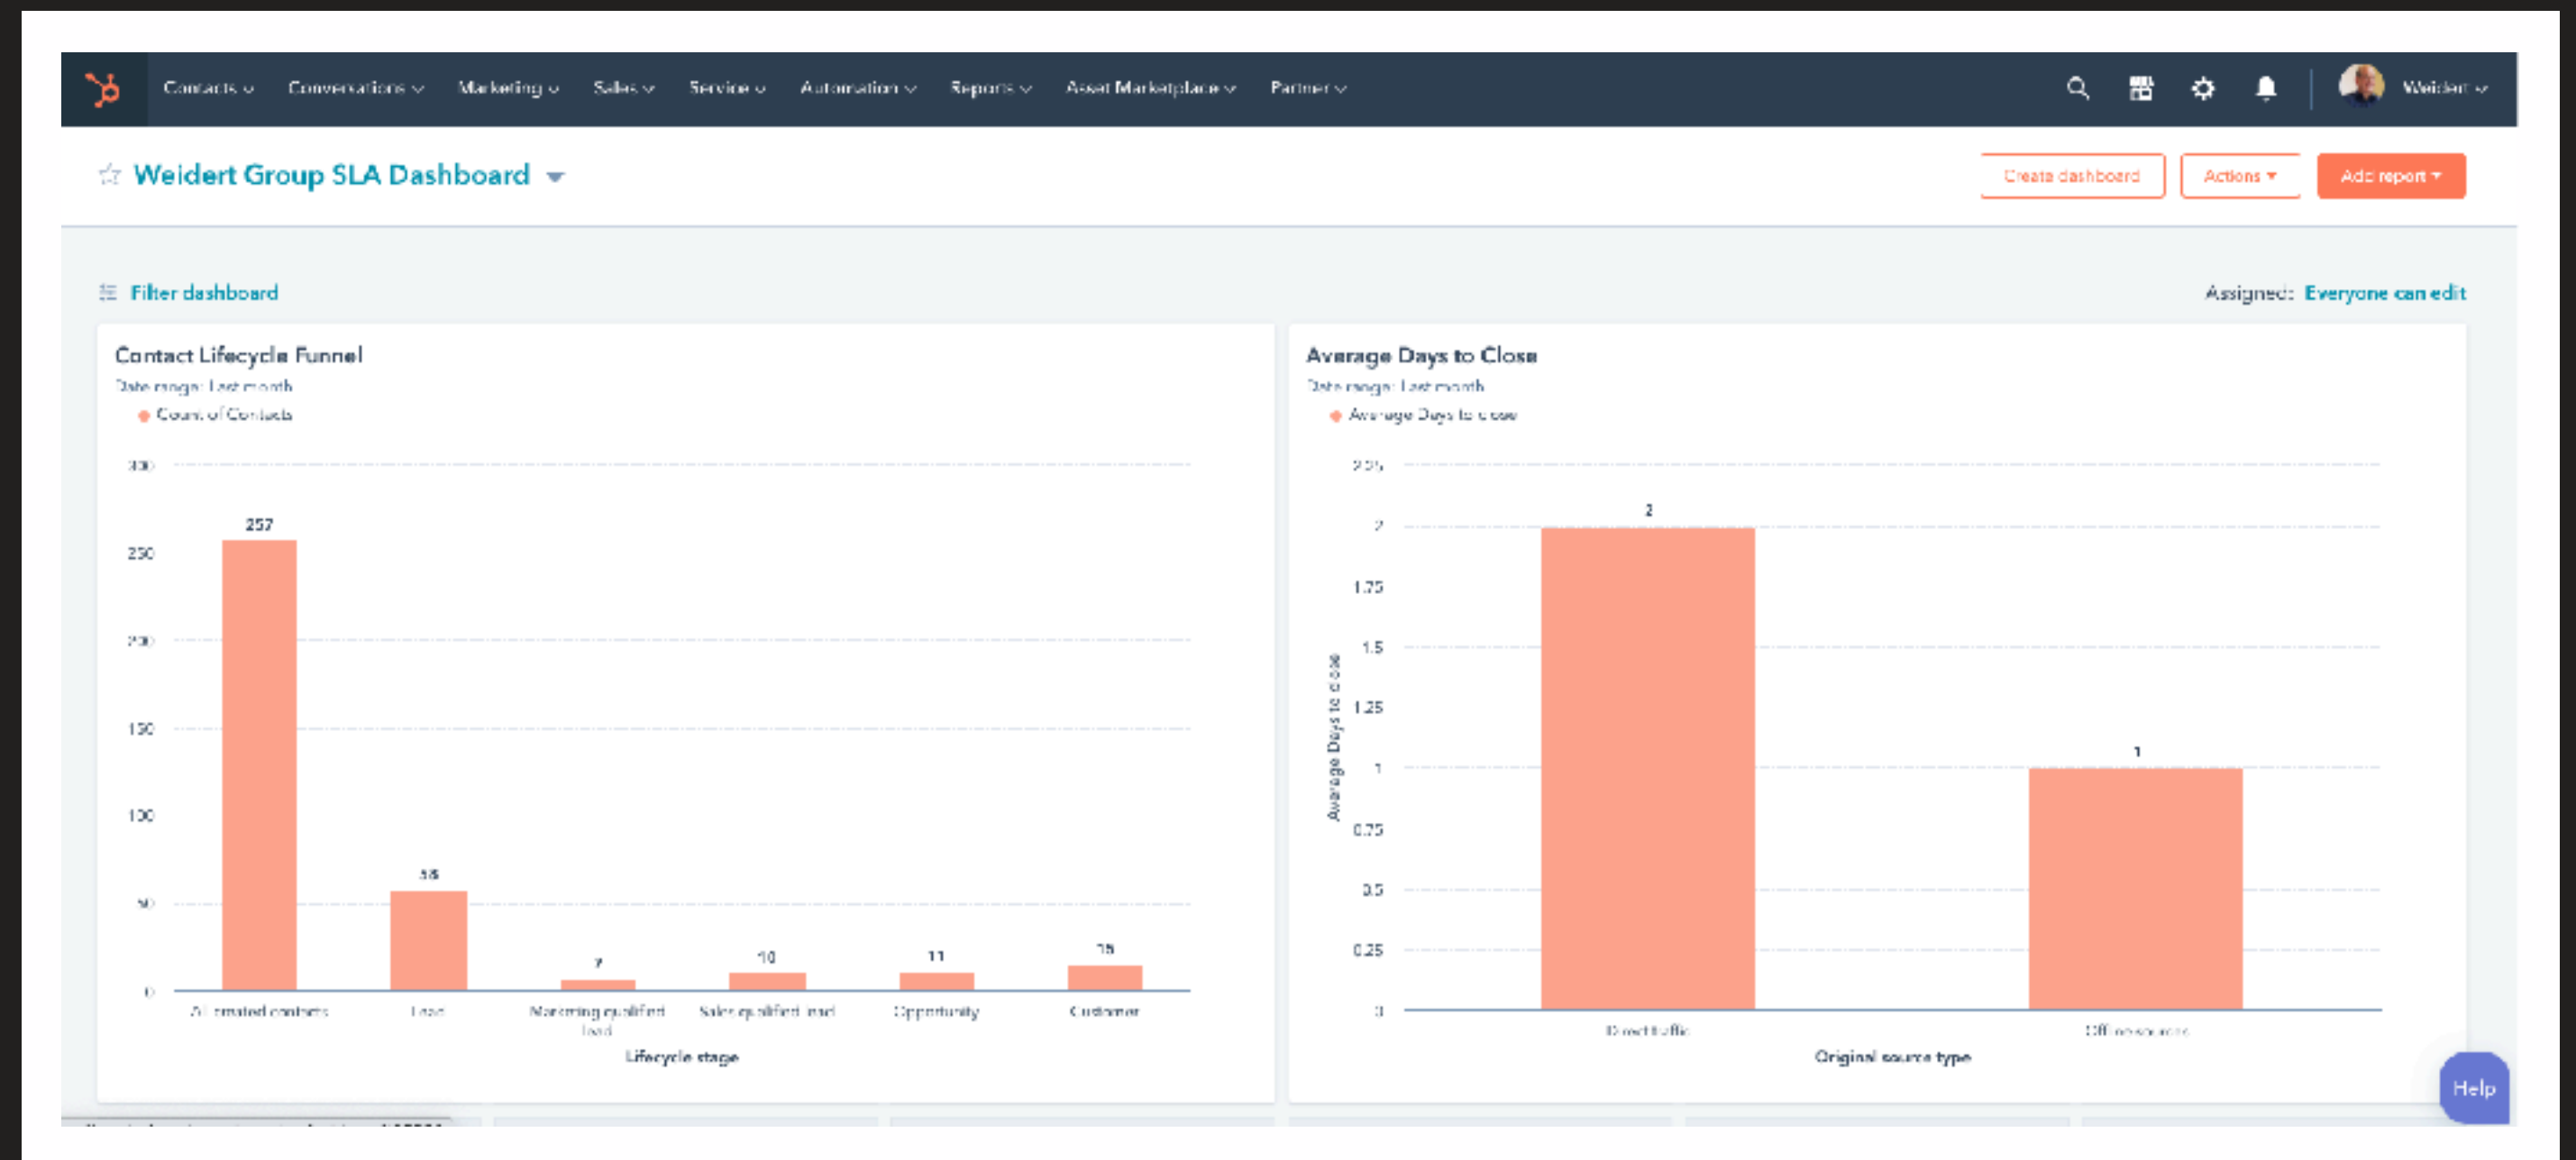 Contacts Conversations Marketing Sales Service Automation Reports Asset Marketplace Partner Weidert
Weidert Group SLA Dashboard
Create dashboard Actions Add report
Filter dashboard
Assigned: Everyone can edit
Contact Lifecycle Funnel
Date range: Last month
Count of Contacts
300
257
250
200
150
100
58
50
7
10
11
15
0
contacts Lead Marketing qualified Sales qualified lead Opportunity Customer
lead
Lifecycle stage
Average Days to Close
Date range: Last month
Average Days to close
2.25
2
2
1.75
1.5
1.25
1
1
0.75
0.5
0.25
0
Average Days to close
Direct traffic Offline sources
Original source type
Help